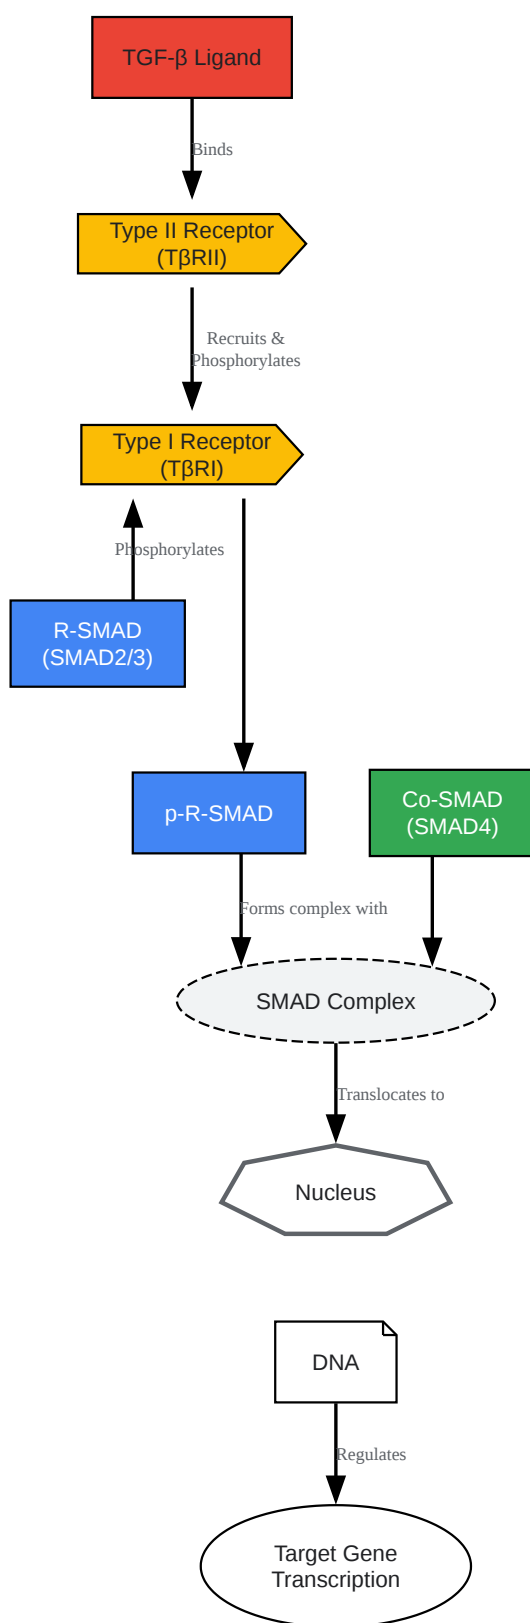 TGF-β Ligand
Binds
Type II Receptor
(TβRII)
Recruits &
Phosphorylates
Type I Receptor
(TβRI)
Phosphorylates
R-SMAD
(SMAD2/3)
p-R-SMAD
Co-SMAD
(SMAD4)
Forms complex with
SMAD Complex
Translocates to
Nucleus
DNA
Regulates
Target Gene
Transcription